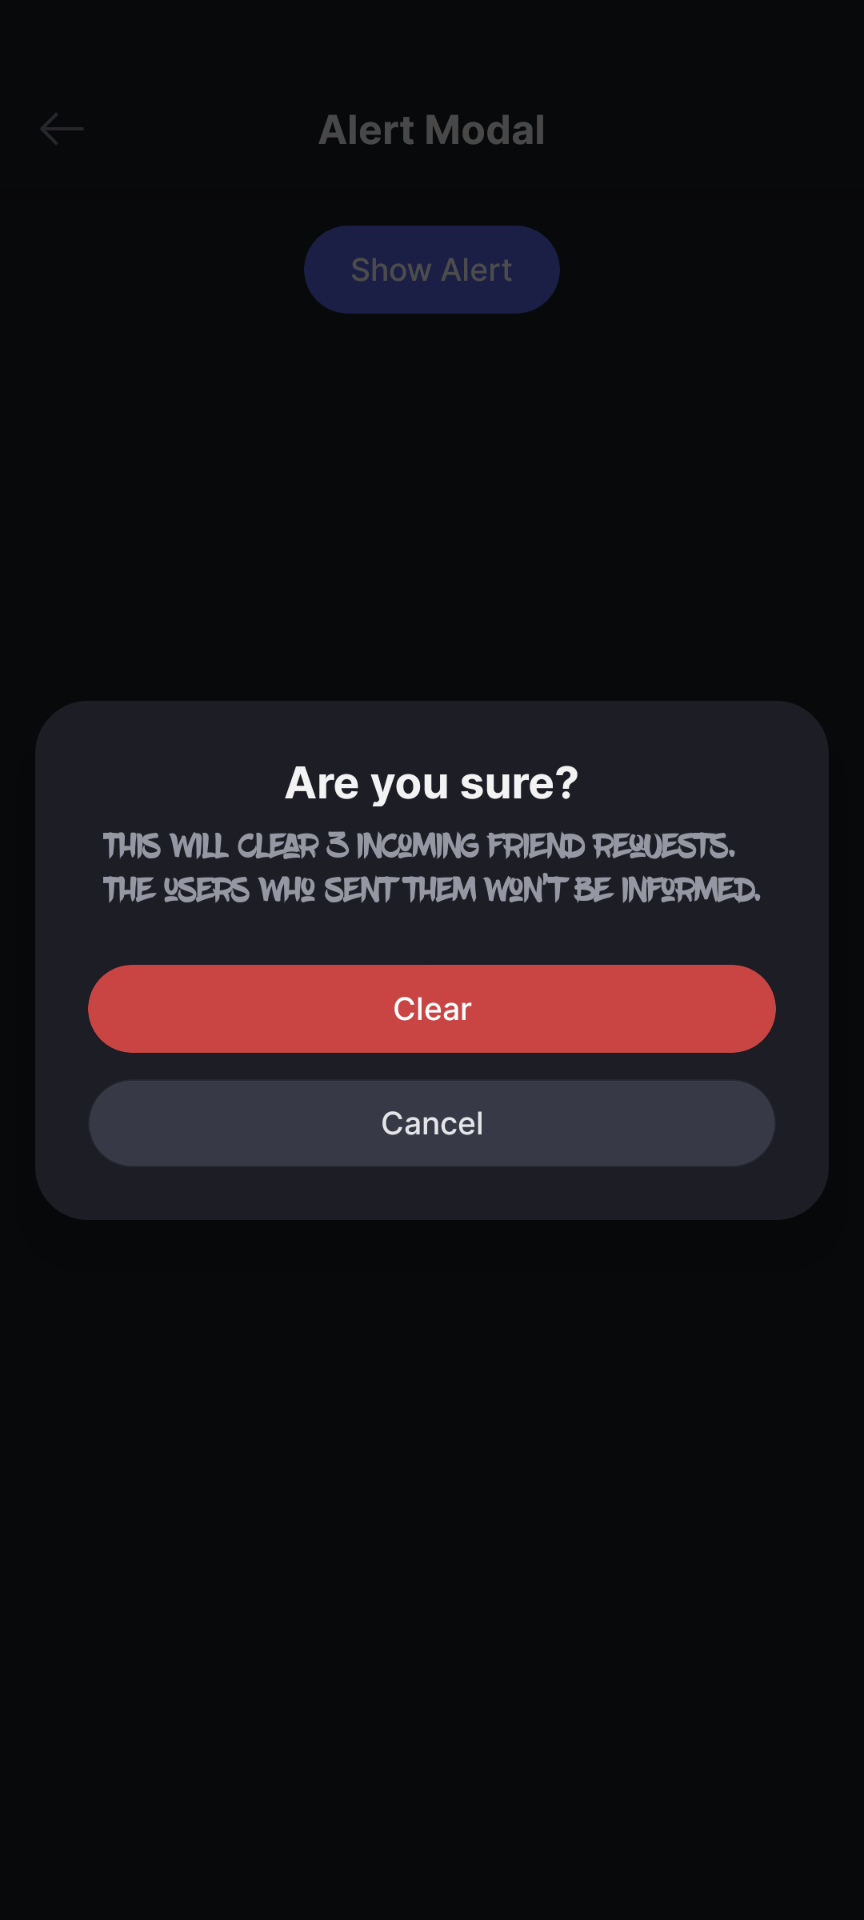 Alert Modal
Show Alert
Are you sure?
THIS WILL CLEAR 3 INCOMING FRIEND REQUESTS.
THE USERS WHO SENT THEM WON'T BE INFORMED.
Clear
Cancel